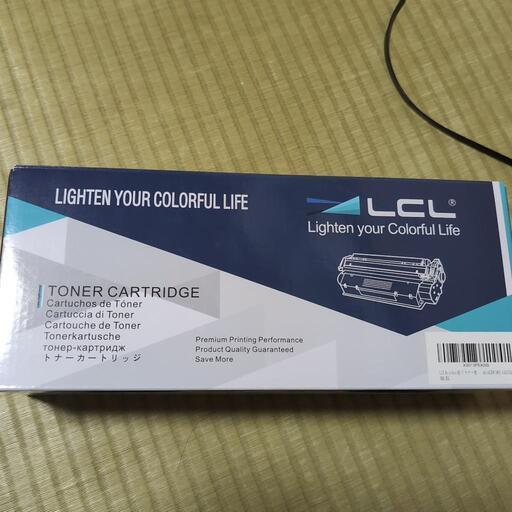 LIGHTEN YOUR COLORFUL LIFE
LCL®
Lighten your Colorful Life
TONER CARTRIDGE
Cartuchos de Tóner
Cartuccia di Toner
Cartouche de Toner
Tonerkartusche
тонер-картридж
トナーカートリッジ
Premium Printing Performance
Product Quality Guaranteed
Save More